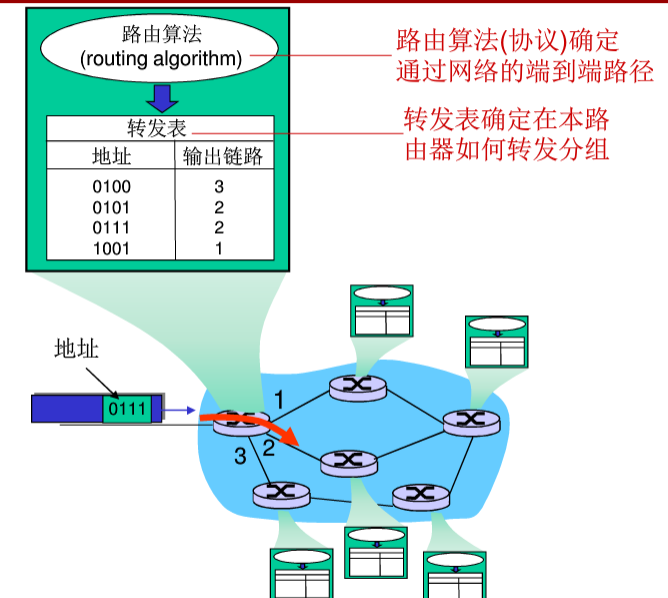 路由算法
(routing algorithm)
路由算法(协议)确定
通过网络的端到端路径
转发表
转发表确定在本路
由器如何转发分组
地址 输出链路
0100 3
0101 2
0111 2
1001 1
地址
0111
1
2
3